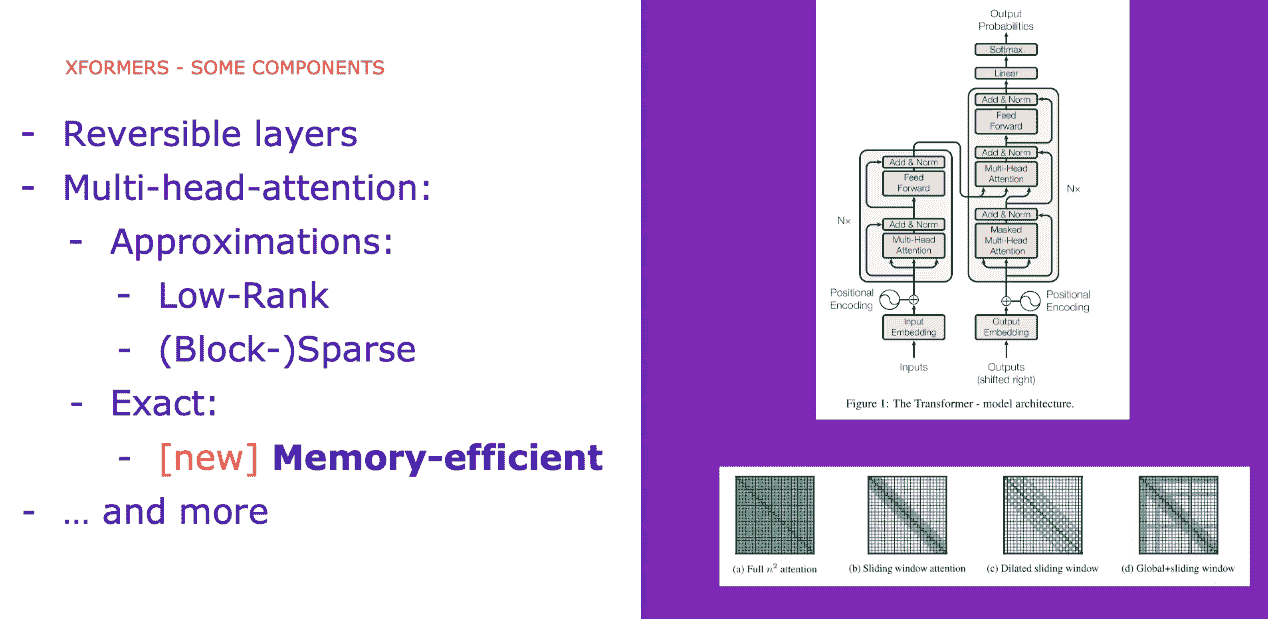 XFORMERS - SOME COMPONENTS
- Reversible layers
- Multi-head-attention:
- Approximations:
- Low-Rank
- (Block-)Sparse
- Exact:
- [new] Memory-efficient
- … and more
Output
Probabilities
Softmax
Linear
Add & Norm
Feed
Forward
Add & Norm
Multi-Head
Attention
Add & Norm
Masked
Multi-Head
Attention
Nx
Add & Norm
Feed
Forward
Add & Norm
Multi-Head
Attention
Nx
Positional
Encoding
Positional
Encoding
Input
Embedding
Output
Embedding
Inputs
Outputs
(shifted right)
Figure 1: The Transformer - model architecture.
(a) Full n² attention
(b) Sliding window attention
(c) Dilated sliding window
(d) Global+sliding window